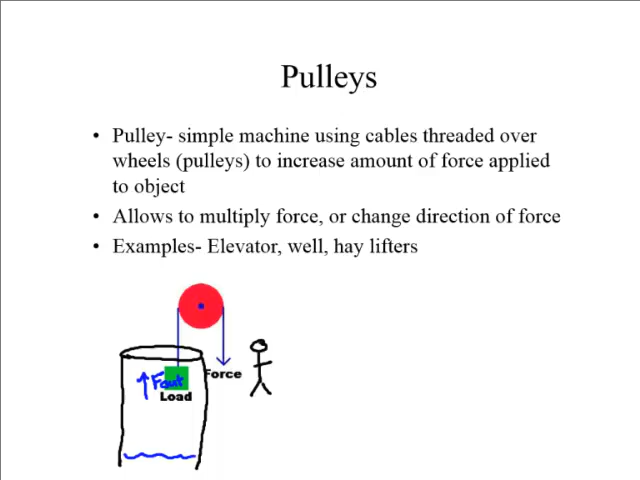 Pulleys
• Pulley- simple machine using cables threaded over
wheels (pulleys) to increase amount of force applied
to object
• Allows to multiply force, or change direction of force
• Examples- Elevator, well, hay lifters
Force
Fout
Load